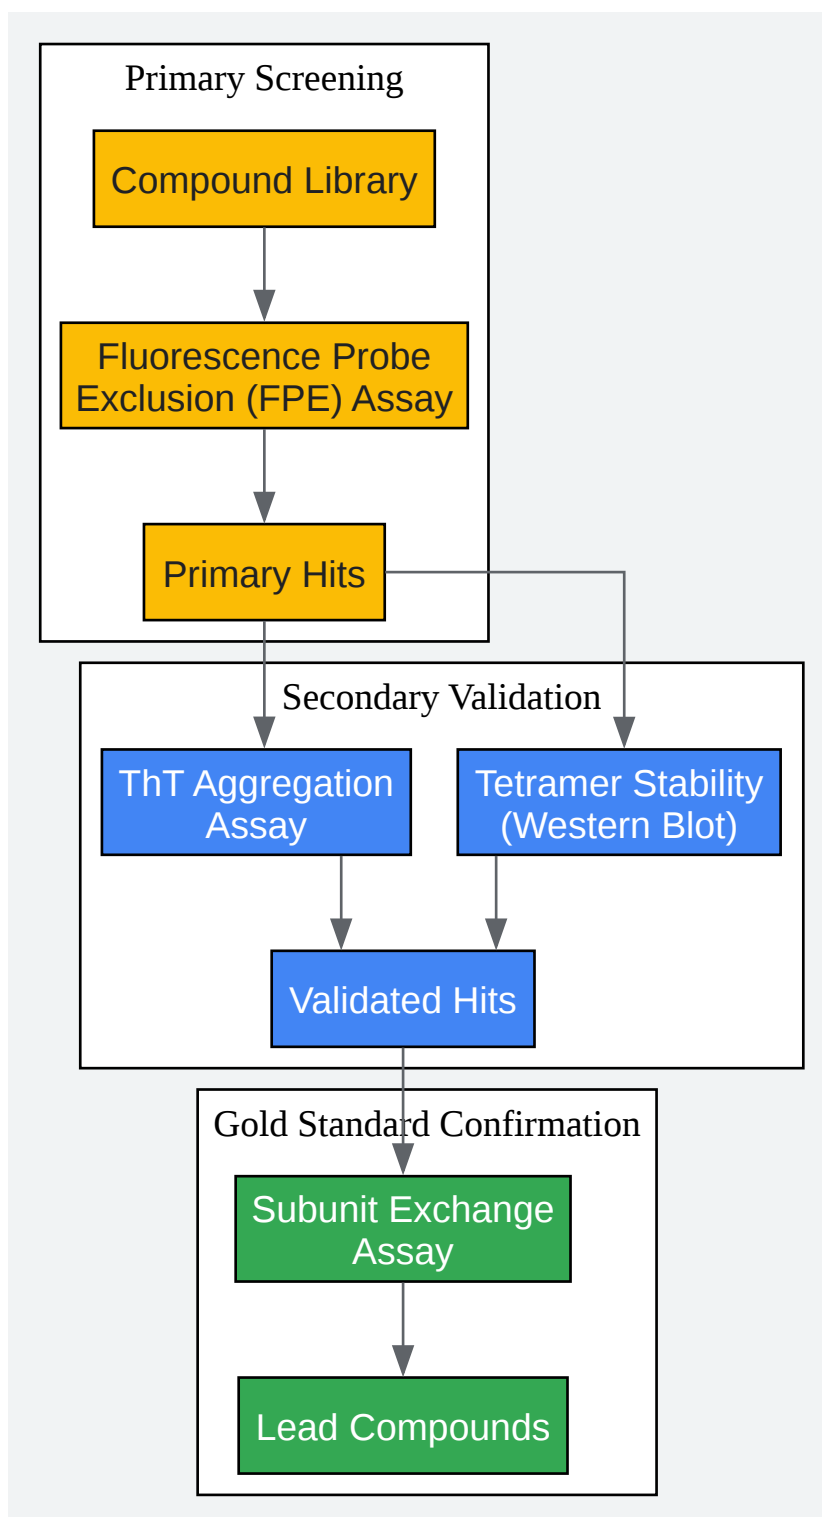 Primary Screening
Compound Library
Fluorescence Probe
Exclusion (FPE) Assay
Primary Hits
Secondary Validation
ThT Aggregation
Assay
Tetramer Stability
(Western Blot)
Validated Hits
Gold Standard Confirmation
Subunit Exchange
Assay
Lead Compounds